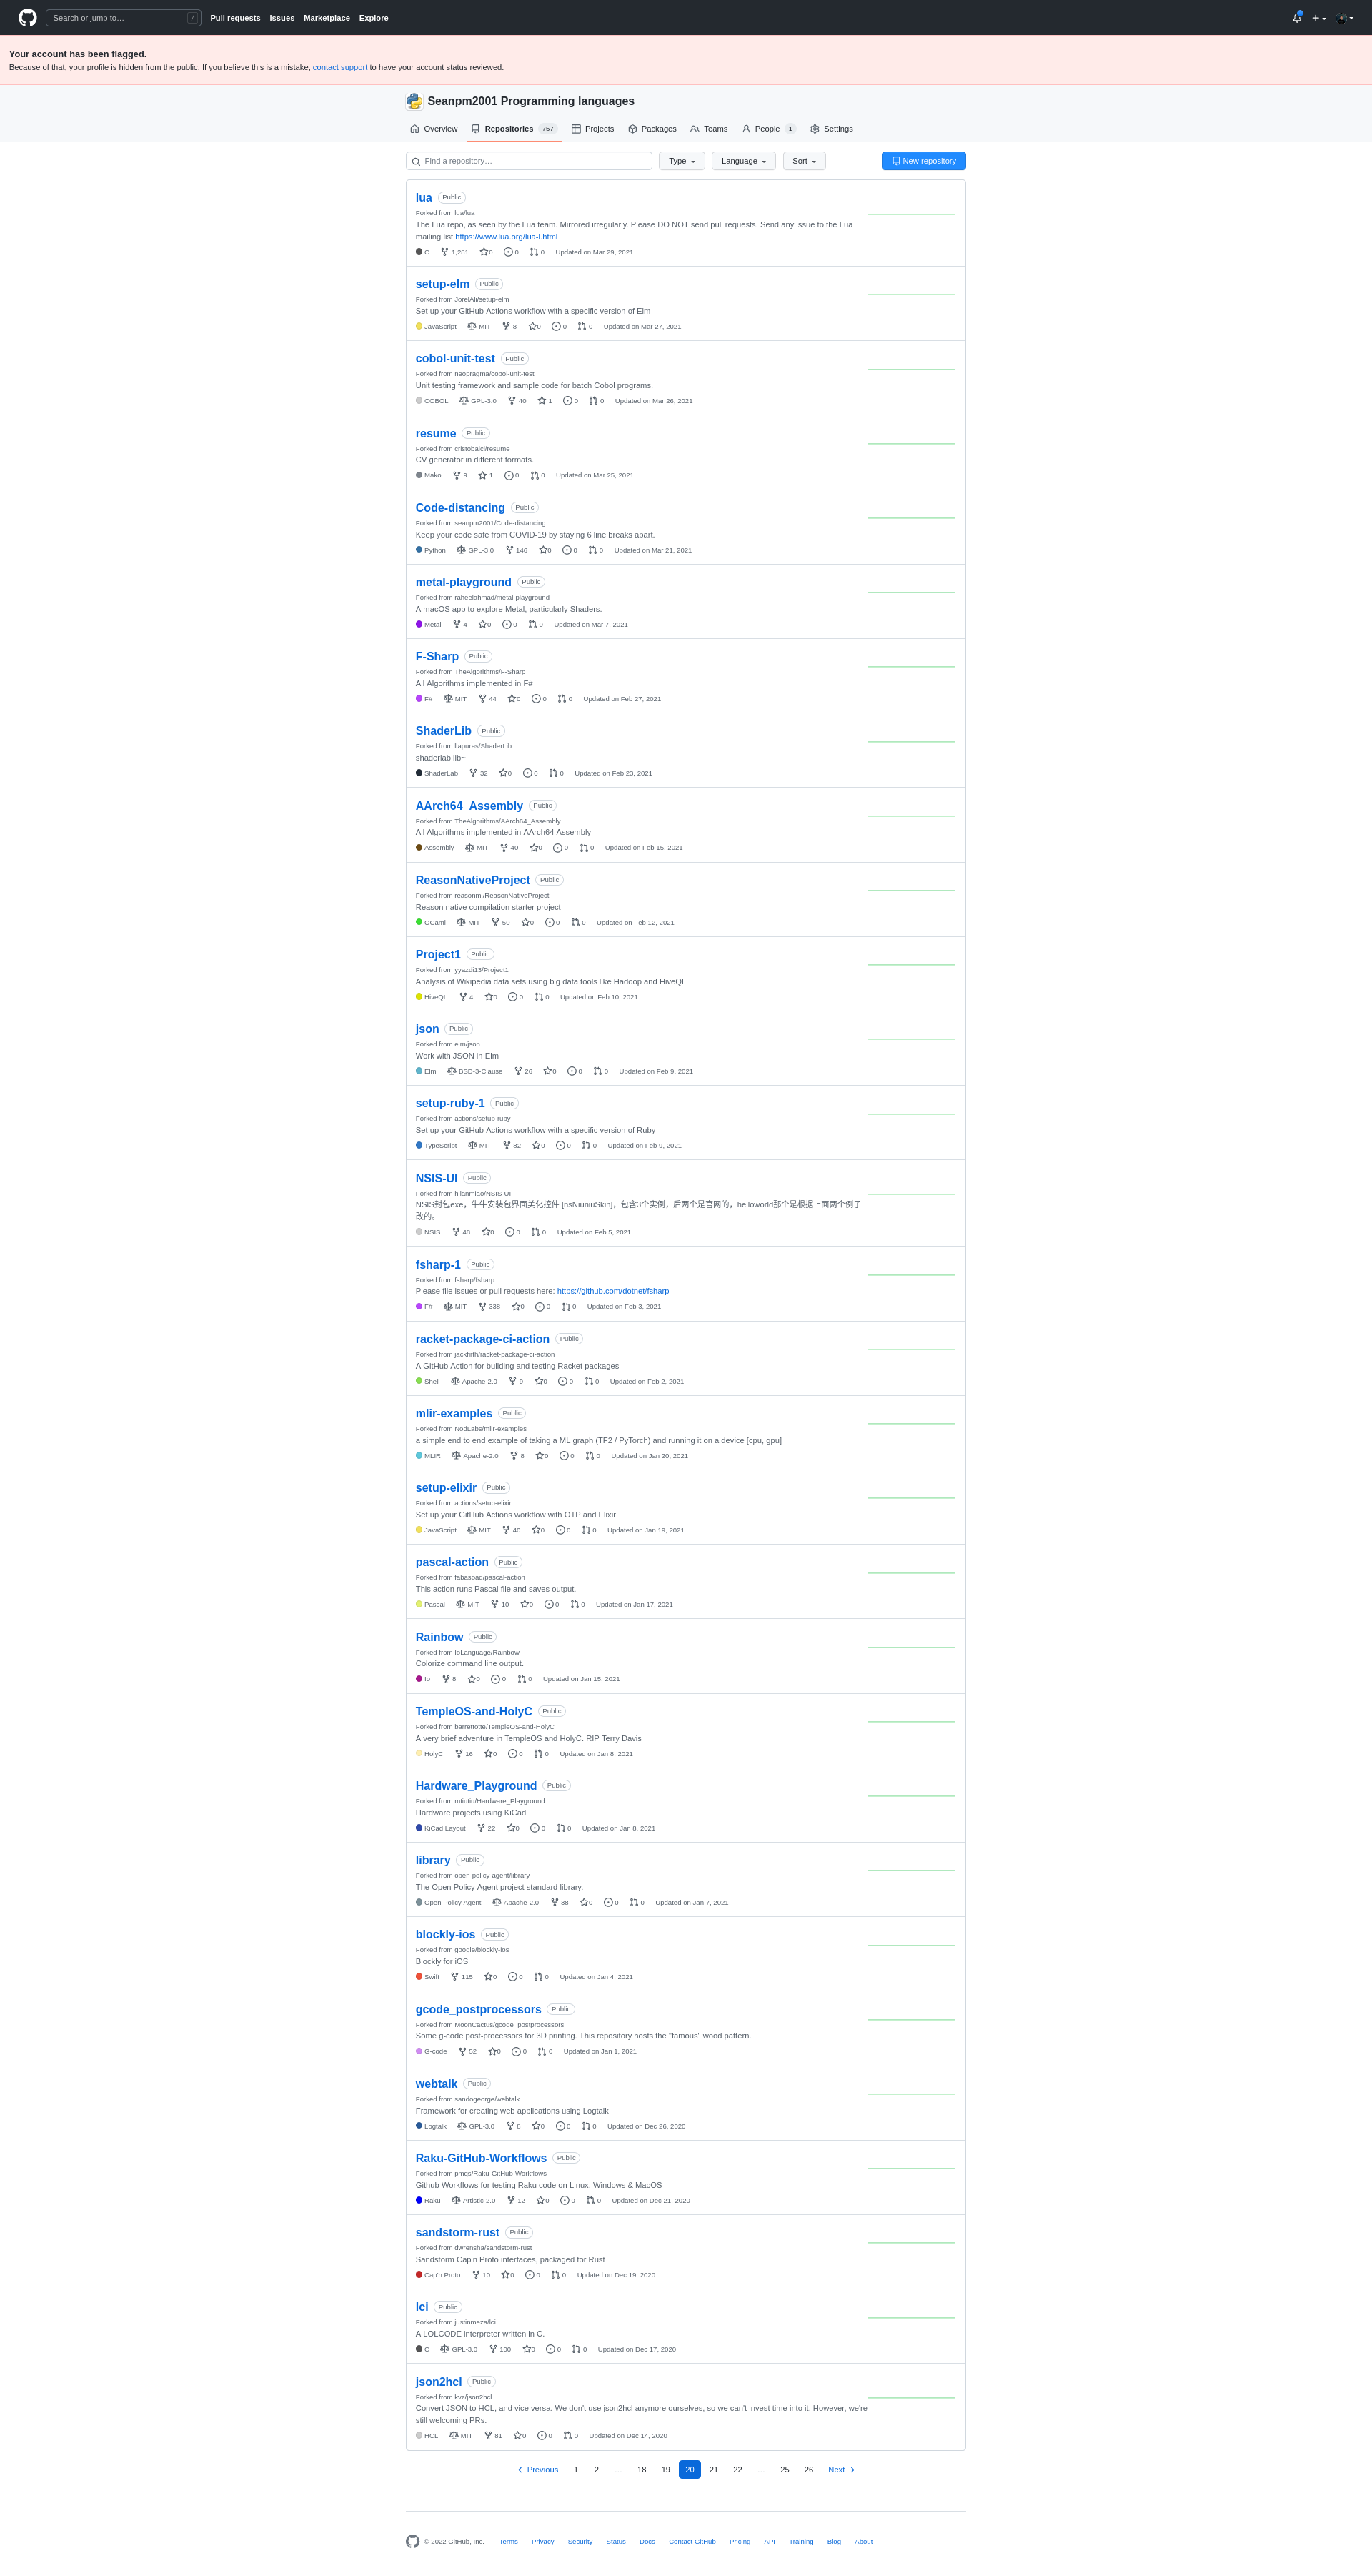 Search or jump to… /
Pull requests Issues Marketplace Explore
Your account has been flagged.
Because of that, your profile is hidden from the public. If you believe this is a mistake, contact support to have your account status reviewed.
Seanpm2001 Programming languages
Overview Repositories 757 Projects Packages Teams People 1 Settings
Find a repository… Type Language Sort New repository
lua Public
Forked from lua/lua
The Lua repo, as seen by the Lua team. Mirrored irregularly. Please DO NOT send pull requests. Send any issue to the Lua
mailing list https://www.lua.org/lua-l.html
C 1,281 0 0 0 Updated on Mar 29, 2021
setup-elm Public
Forked from JorelAli/setup-elm
Set up your GitHub Actions workflow with a specific version of Elm
JavaScript MIT 8 0 0 0 Updated on Mar 27, 2021
cobol-unit-test Public
Forked from neopragma/cobol-unit-test
Unit testing framework and sample code for batch Cobol programs.
COBOL GPL-3.0 40 1 0 0 Updated on Mar 26, 2021
resume Public
Forked from cristobalcl/resume
CV generator in different formats.
Mako 9 1 0 0 Updated on Mar 25, 2021
Code-distancing Public
Forked from seanpm2001/Code-distancing
Keep your code safe from COVID-19 by staying 6 line breaks apart.
Python GPL-3.0 146 0 0 0 Updated on Mar 21, 2021
metal-playground Public
Forked from raheelahmad/metal-playground
A macOS app to explore Metal, particularly Shaders.
Metal 4 0 0 0 Updated on Mar 7, 2021
F-Sharp Public
Forked from TheAlgorithms/F-Sharp
All Algorithms implemented in F#
F# MIT 44 0 0 0 Updated on Feb 27, 2021
ShaderLib Public
Forked from llapuras/ShaderLib
shaderlab lib~
ShaderLab 32 0 0 0 Updated on Feb 23, 2021
AArch64_Assembly Public
Forked from TheAlgorithms/AArch64_Assembly
All Algorithms implemented in AArch64 Assembly
Assembly MIT 40 0 0 0 Updated on Feb 15, 2021
ReasonNativeProject Public
Forked from reasonml/ReasonNativeProject
Reason native compilation starter project
OCaml MIT 50 0 0 0 Updated on Feb 12, 2021
Project1 Public
Forked from yyazdi13/Project1
Analysis of Wikipedia data sets using big data tools like Hadoop and HiveQL
HiveQL 4 0 0 0 Updated on Feb 10, 2021
json Public
Forked from elm/json
Work with JSON in Elm
Elm BSD-3-Clause 26 0 0 0 Updated on Feb 9, 2021
setup-ruby-1 Public
Forked from actions/setup-ruby
Set up your GitHub Actions workflow with a specific version of Ruby
TypeScript MIT 82 0 0 0 Updated on Feb 9, 2021
NSIS-UI Public
Forked from hilanmiao/NSIS-UI
NSIS封包exe，牛牛安装包界面美化控件 [nsNiuniuSkin]，包含3个实例，后两个是官网的，helloworld那个是根据上面两个例子
改的。
NSIS 48 0 0 0 Updated on Feb 5, 2021
fsharp-1 Public
Forked from fsharp/fsharp
Please file issues or pull requests here: https://github.com/dotnet/fsharp
F# MIT 338 0 0 0 Updated on Feb 3, 2021
racket-package-ci-action Public
Forked from jackfirth/racket-package-ci-action
A GitHub Action for building and testing Racket packages
Shell Apache-2.0 9 0 0 0 Updated on Feb 2, 2021
mlir-examples Public
Forked from NodLabs/mlir-examples
a simple end to end example of taking a ML graph (TF2 / PyTorch) and running it on a device [cpu, gpu]
MLIR Apache-2.0 8 0 0 0 Updated on Jan 20, 2021
setup-elixir Public
Forked from actions/setup-elixir
Set up your GitHub Actions workflow with OTP and Elixir
JavaScript MIT 40 0 0 0 Updated on Jan 19, 2021
pascal-action Public
Forked from fabasoad/pascal-action
This action runs Pascal file and saves output.
Pascal MIT 10 0 0 0 Updated on Jan 17, 2021
Rainbow Public
Forked from IoLanguage/Rainbow
Colorize command line output.
Io 8 0 0 0 Updated on Jan 15, 2021
TempleOS-and-HolyC Public
Forked from barrettotte/TempleOS-and-HolyC
A very brief adventure in TempleOS and HolyC. RIP Terry Davis
HolyC 16 0 0 0 Updated on Jan 8, 2021
Hardware_Playground Public
Forked from mtiutiu/Hardware_Playground
Hardware projects using KiCad
KiCad Layout 22 0 0 0 Updated on Jan 8, 2021
library Public
Forked from open-policy-agent/library
The Open Policy Agent project standard library.
Open Policy Agent Apache-2.0 38 0 0 0 Updated on Jan 7, 2021
blockly-ios Public
Forked from google/blockly-ios
Blockly for iOS
Swift 115 0 0 0 Updated on Jan 4, 2021
gcode_postprocessors Public
Forked from MoonCactus/gcode_postprocessors
Some g-code post-processors for 3D printing. This repository hosts the "famous" wood pattern.
G-code 52 0 0 0 Updated on Jan 1, 2021
webtalk Public
Forked from sandogeorge/webtalk
Framework for creating web applications using Logtalk
Logtalk GPL-3.0 8 0 0 0 Updated on Dec 26, 2020
Raku-GitHub-Workflows Public
Forked from pmqs/Raku-GitHub-Workflows
Github Workflows for testing Raku code on Linux, Windows & MacOS
Raku Artistic-2.0 12 0 0 0 Updated on Dec 21, 2020
sandstorm-rust Public
Forked from dwrensha/sandstorm-rust
Sandstorm Cap'n Proto interfaces, packaged for Rust
Cap'n Proto 10 0 0 0 Updated on Dec 19, 2020
lci Public
Forked from justinmeza/lci
A LOLCODE interpreter written in C.
C GPL-3.0 100 0 0 0 Updated on Dec 17, 2020
json2hcl Public
Forked from kvz/json2hcl
Convert JSON to HCL, and vice versa. We don't use json2hcl anymore ourselves, so we can't invest time into it. However, we're
still welcoming PRs.
HCL MIT 81 0 0 0 Updated on Dec 14, 2020
Previous 1 2 … 18 19 20 21 22 … 25 26 Next
© 2022 GitHub, Inc. Terms Privacy Security Status Docs Contact GitHub Pricing API Training Blog About